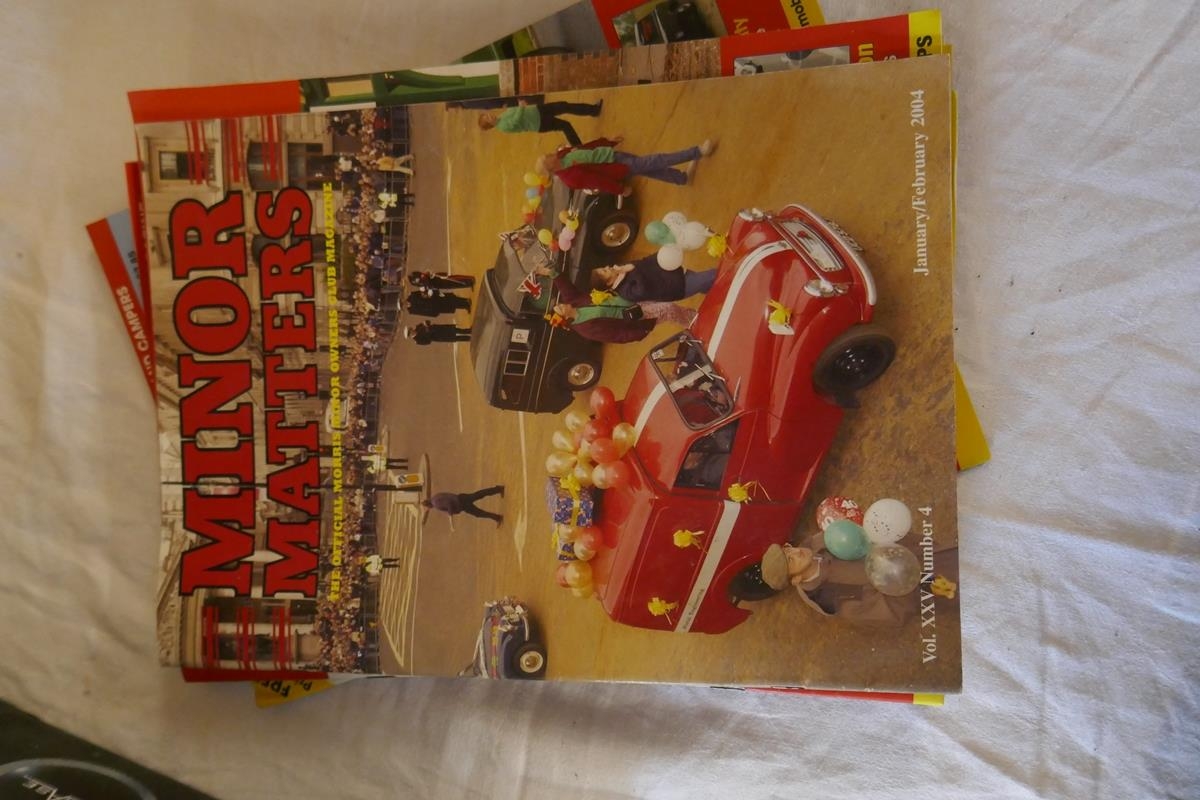 MINOR
MATTERS
THE OFFICIAL MORRIS MINOR OWNERS CLUB MAGAZINE
Vol. XXV Number 4
January/February 2004
CAMPERS